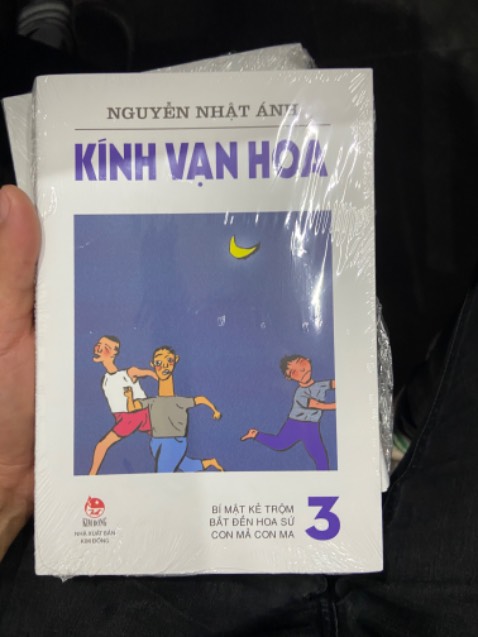 NGUYỄN NHẬT ÁNH
KÍNH VẠN HOA
KIM ĐỒNG
NHÀ XUẤT BẢN
KIM ĐỒNG
BÍ MẬT KẺ TRỘM
BẮT ĐỀN HOA SỨ
CON MẢ CON MA
3